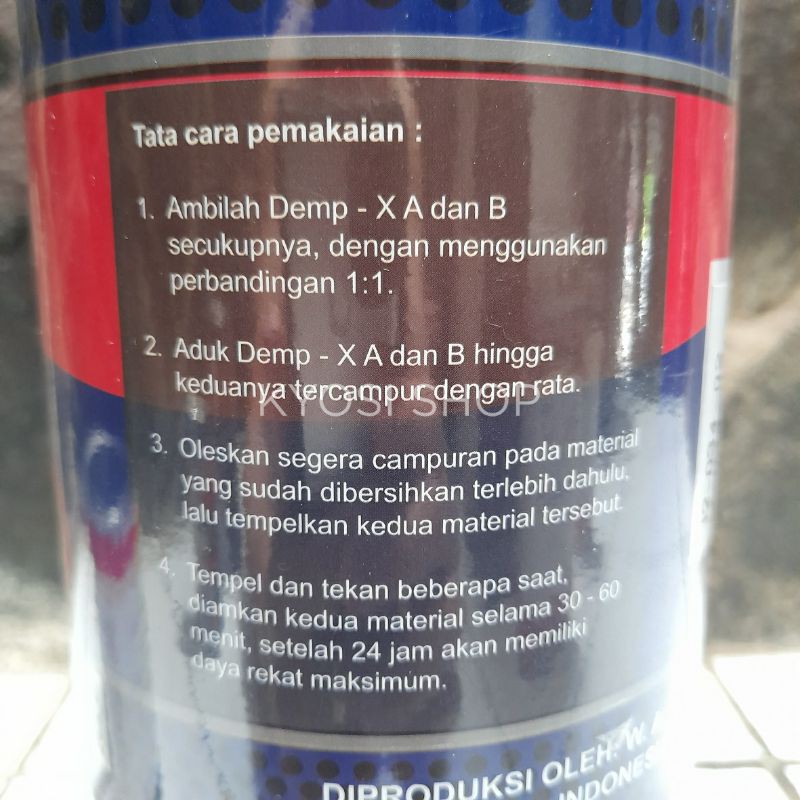 Tata cara pemakaian :
1. Ambilah Demp - X A dan B
secukupnya, dengan menggunakan
perbandingan 1:1.
2. Aduk Demp - X A dan B hingga
keduanya tercampur dengan rata.
KYOSI SHOP
3. Oleskan segera campuran pada material
yang sudah dibersihkan terlebih dahulu,
lalu tempelkan kedua material tersebut.
4. Tempel dan tekan beberapa saat,
diamkan kedua material selama 30 - 60
menit, setelah 24 jam akan memiliki
daya rekat maksimum.
DIPRODUKSI OLEH: W.